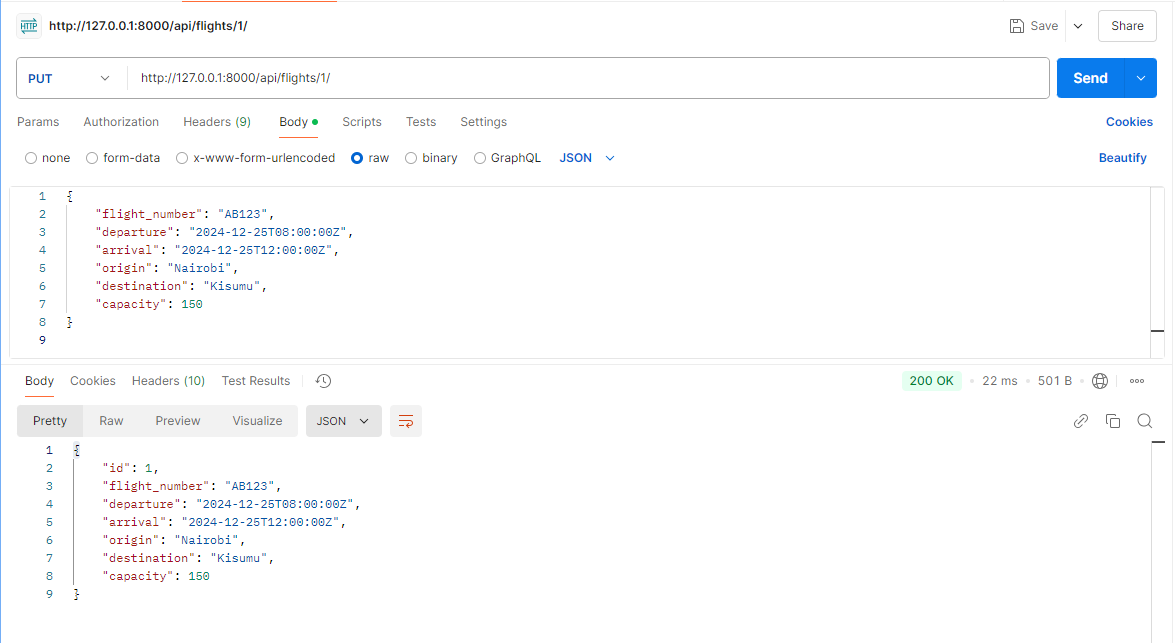 HTTP http://127.0.0.1:8000/api/flights/1/ Save Share
PUT http://127.0.0.1:8000/api/flights/1/ Send
Params Authorization Headers (9) Body Scripts Tests Settings Cookies
none form-data x-www-form-urlencoded raw binary GraphQL JSON Beautify
1 {
2 "flight_number": "AB123",
3 "departure": "2024-12-25T08:00:00Z",
4 "arrival": "2024-12-25T12:00:00Z",
5 "origin": "Nairobi",
6 "destination": "Kisumu",
7 "capacity": 150
8 }
9
Body Cookies Headers (10) Test Results 200 OK • 22 ms • 501 B •
Pretty Raw Preview Visualize JSON
1 {
2 "id": 1,
3 "flight_number": "AB123",
4 "departure": "2024-12-25T08:00:00Z",
5 "arrival": "2024-12-25T12:00:00Z",
6 "origin": "Nairobi",
7 "destination": "Kisumu",
8 "capacity": 150
9 }